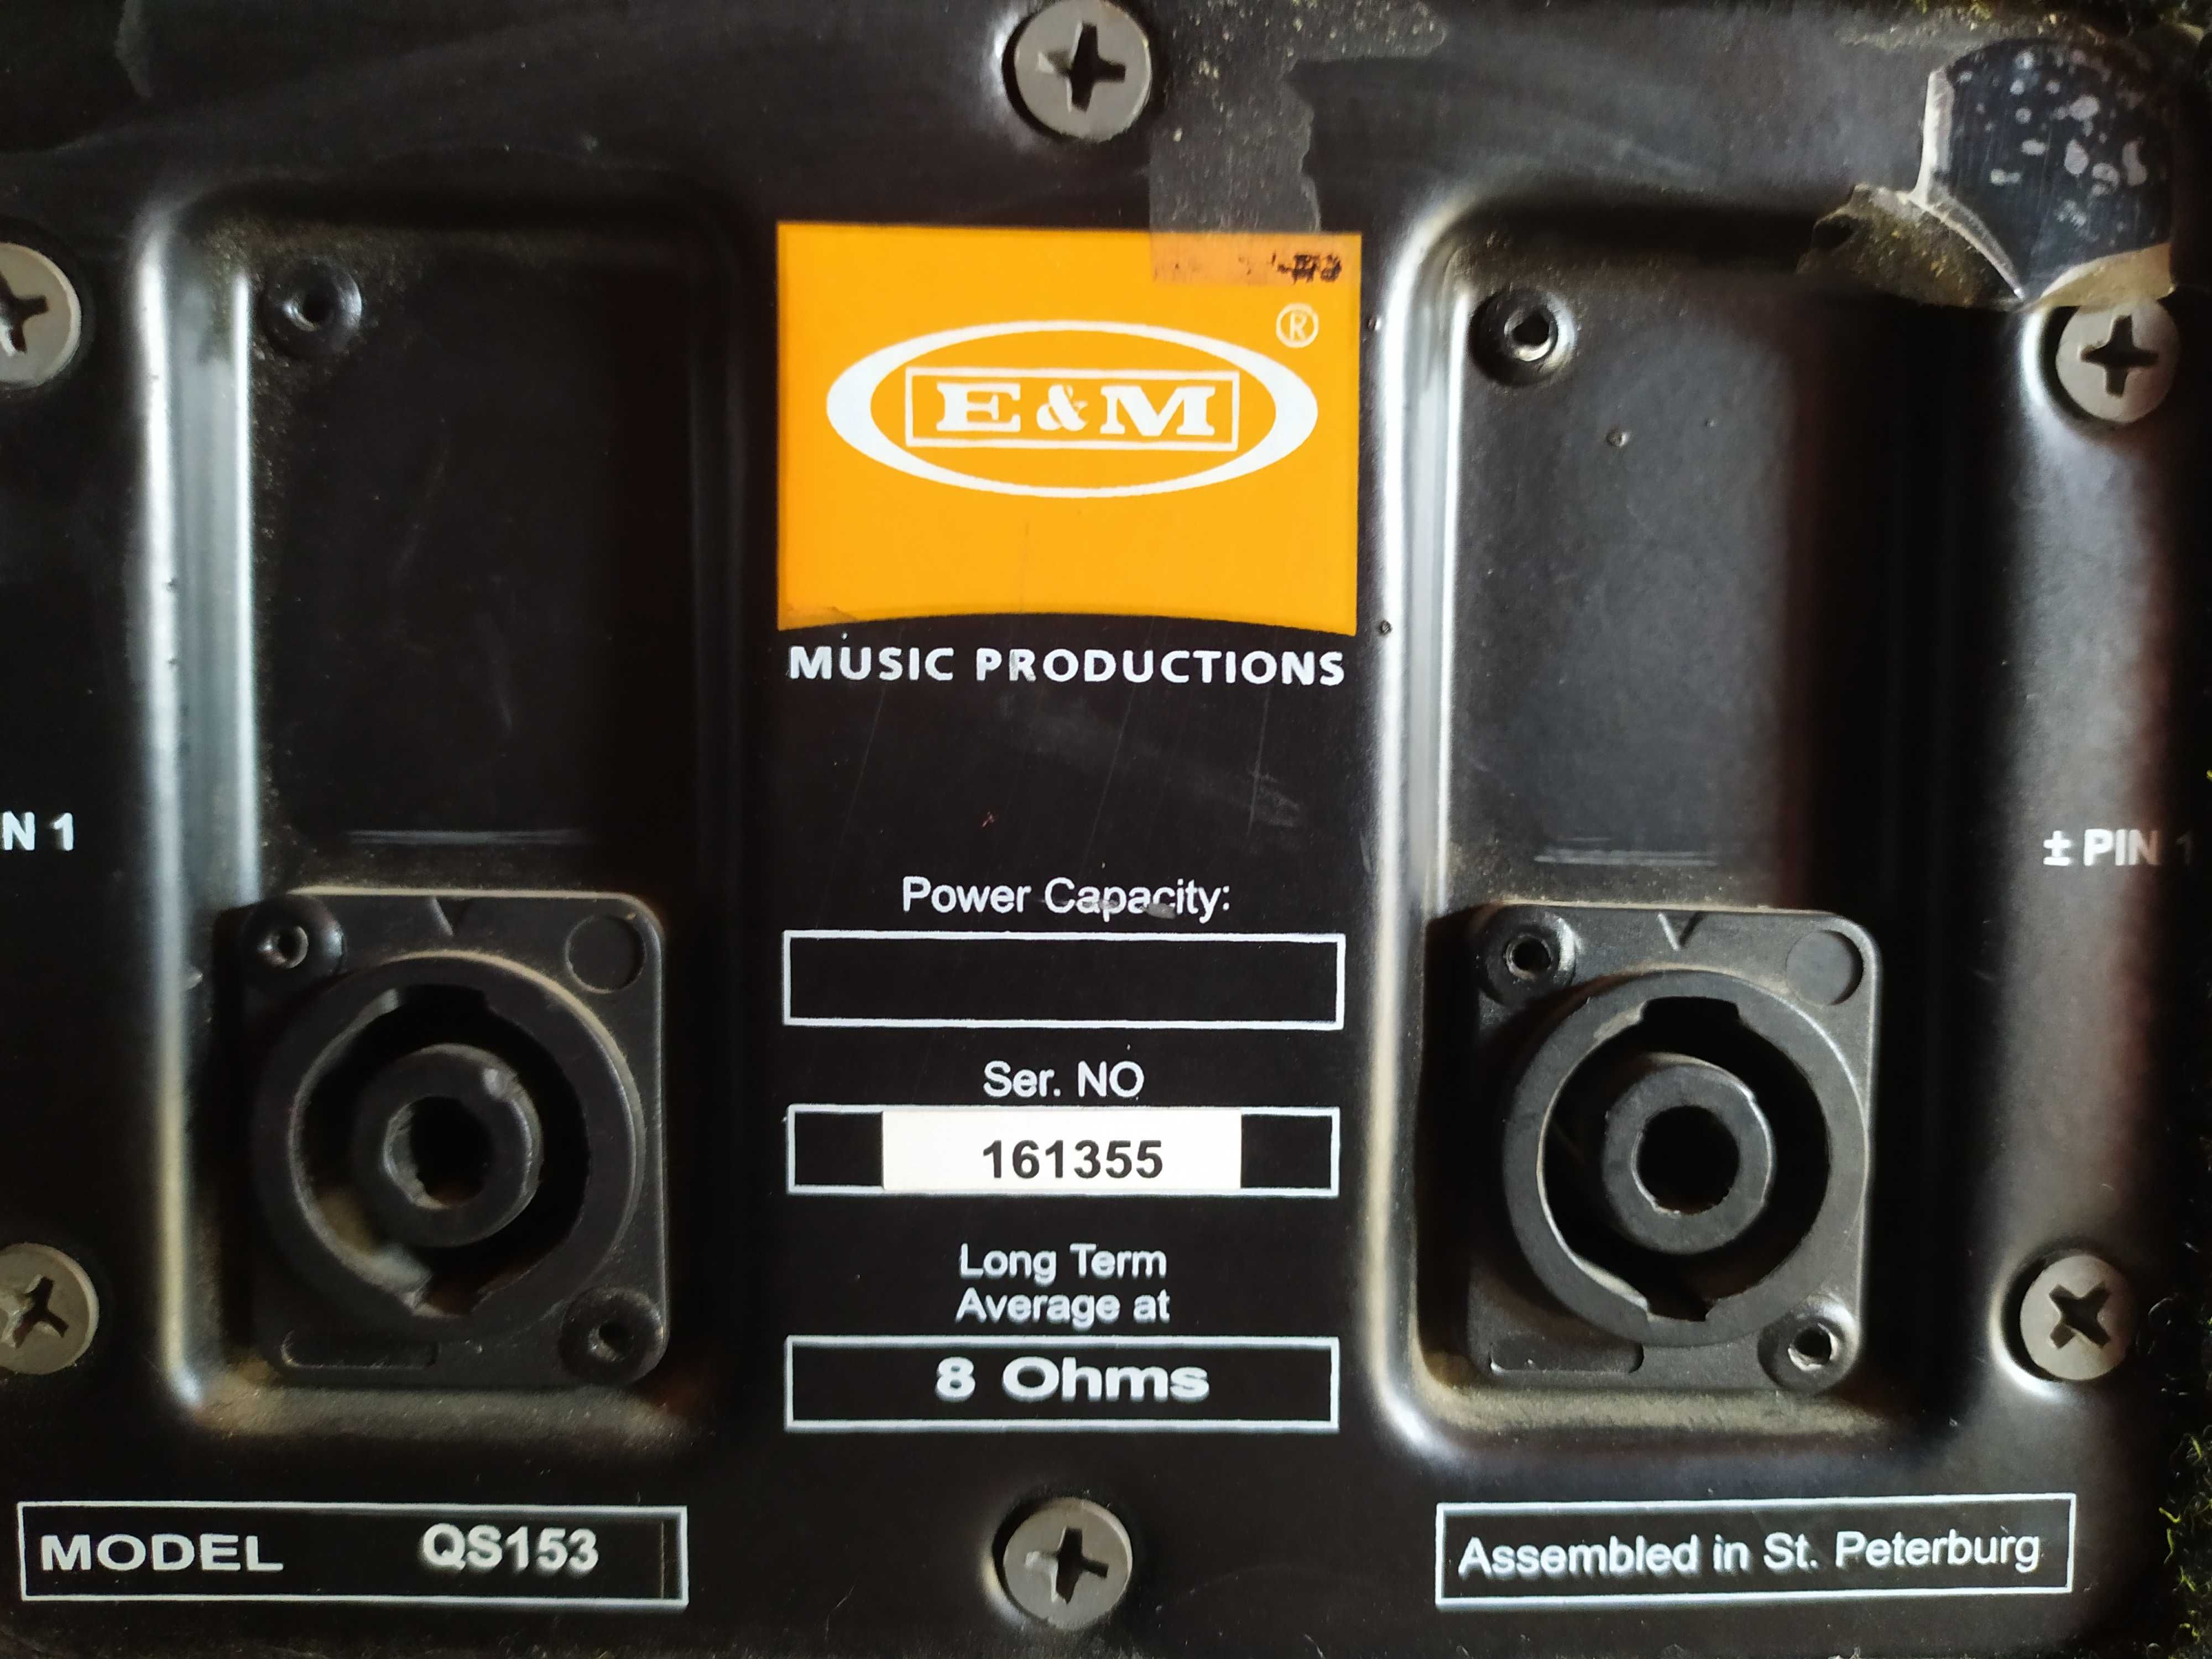 E&M
®
MUSIC PRODUCTIONS
N 1
± PIN 1
Power Capacity:
Ser. NO
161355
Long Term
Average at
8 Ohms
MODEL QS153
Assembled in St. Peterburg